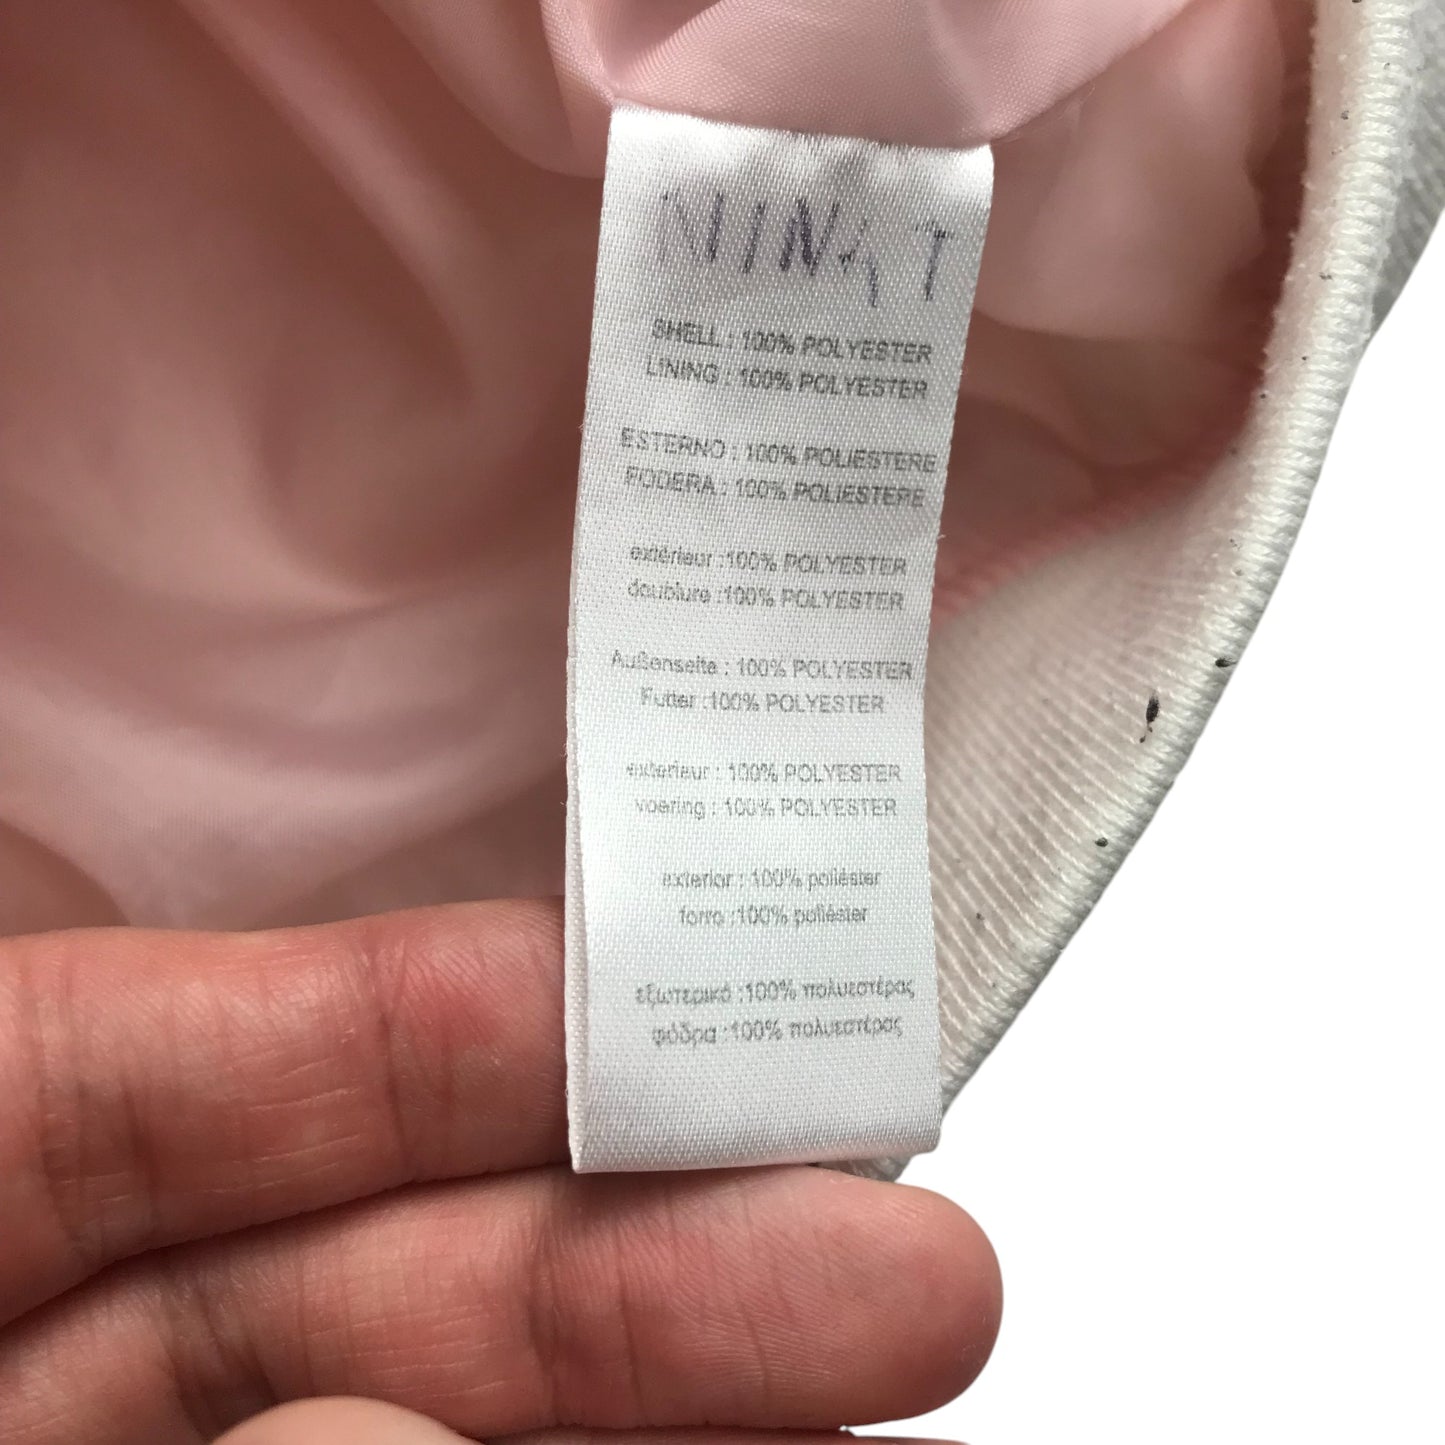 NINA T
SHELL : 100% POLYESTER
LINING : 100% POLYESTER
ESTERNO : 100% POLIESTERE
FODERA : 100% POLIESTERE
extérieur :100% POLYESTER
doublure :100% POLYESTER
Außenseite : 100% POLYESTER
Futter :100% POLYESTER
exterieur : 100% POLYESTER
voering : 100% POLYESTER
exterior : 100% poliéster
forro :100% poliéster
εξωτερικό :100% πολυεστέρας
φόδρα :100% πολυεστέρας